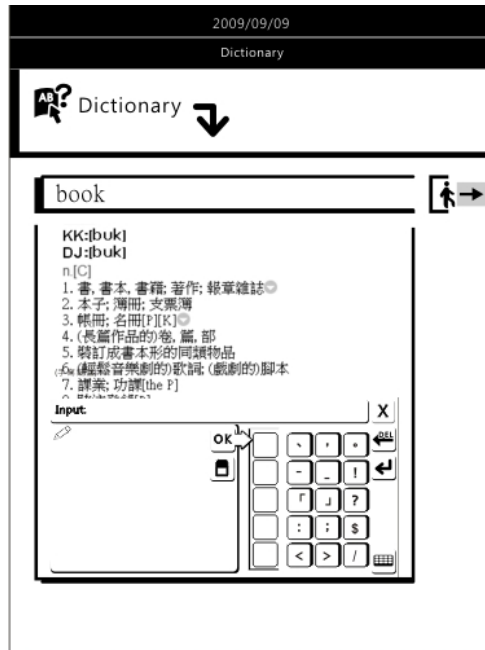 2009/09/09
Dictionary
AB? Dictionary
book
KK:[buk]
DJ:[buk]
n.[C]
1. 書, 書本, 書籍; 著作; 報章雜誌
2. 本子; 簿冊; 支票簿
3. 帳冊; 名冊[P][K]
4. (長篇作品的)卷, 篇, 部
5. 裝訂成書本形的同類物品
6. (輕鬆音樂劇的)歌詞; (戲劇的)腳本
7. 課業; 功課[the P]
Input: X
OK 、 , 。 DEL
- _ !
「 」 ?
: ; $
< > /